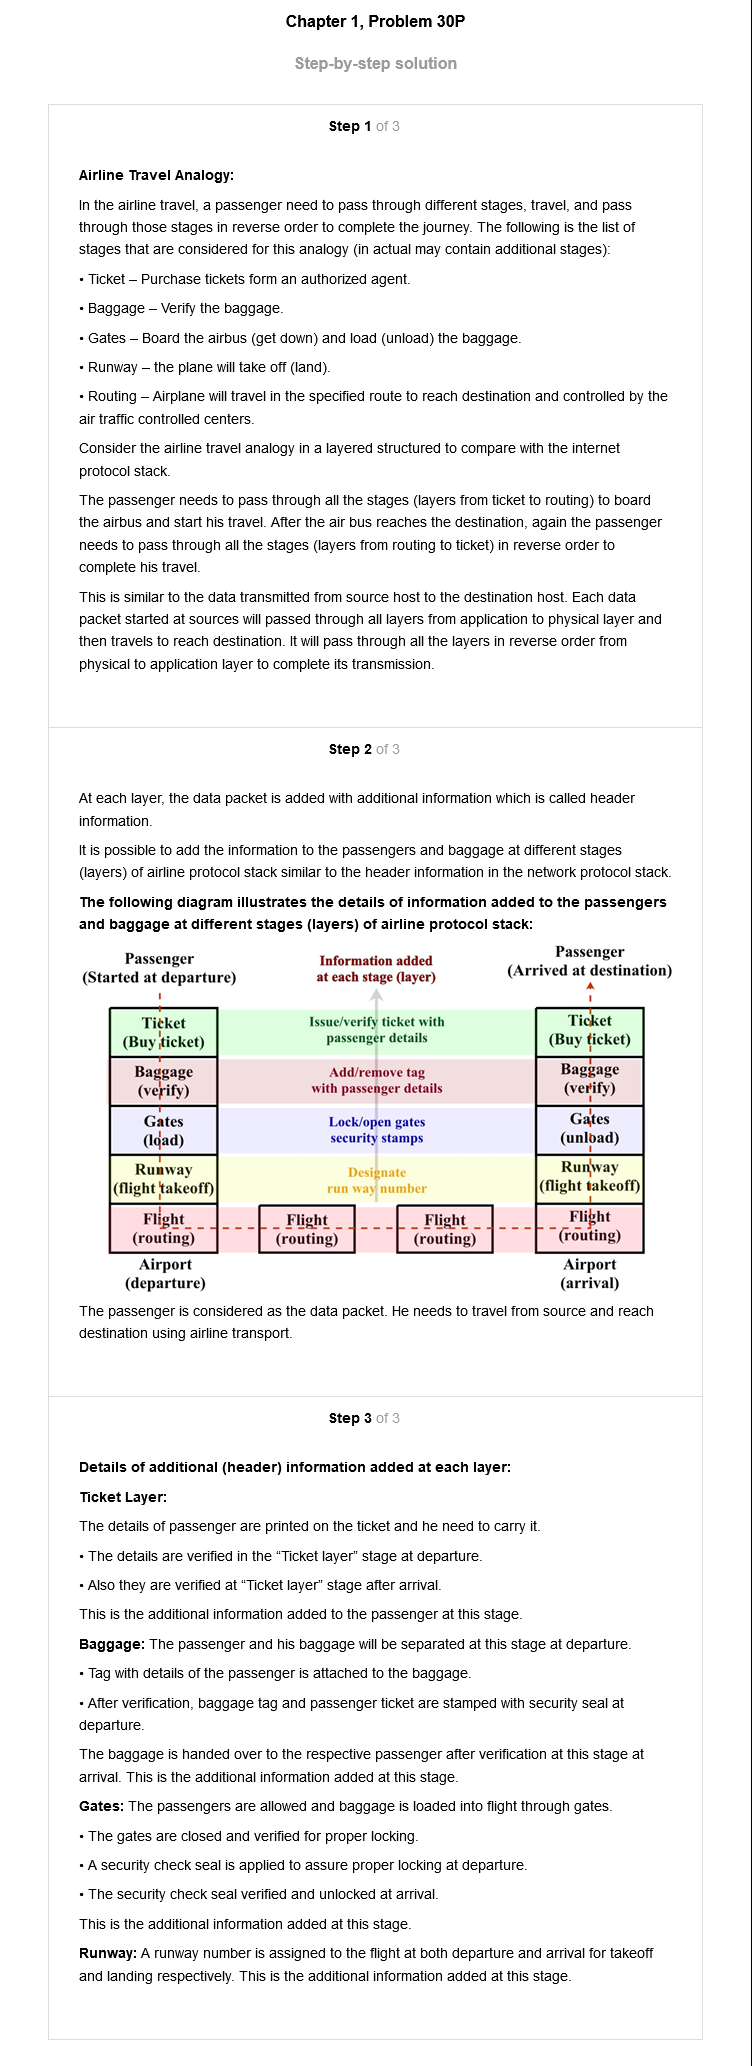 Chapter 1, Problem 30P
Step-by-step solution
Step 1 of 3
Airline Travel Analogy:
In the airline travel, a passenger need to pass through different stages, travel, and pass
through those stages in reverse order to complete the journey. The following is the list of
stages that are considered for this analogy (in actual may contain additional stages):
• Ticket – Purchase tickets form an authorized agent.
• Baggage – Verify the baggage.
• Gates – Board the airbus (get down) and load (unload) the baggage.
• Runway – the plane will take off (land).
• Routing – Airplane will travel in the specified route to reach destination and controlled by the
air traffic controlled centers.
Consider the airline travel analogy in a layered structured to compare with the internet
protocol stack.
The passenger needs to pass through all the stages (layers from ticket to routing) to board
the airbus and start his travel. After the air bus reaches the destination, again the passenger
needs to pass through all the stages (layers from routing to ticket) in reverse order to
complete his travel.
This is similar to the data transmitted from source host to the destination host. Each data
packet started at sources will passed through all layers from application to physical layer and
then travels to reach destination. It will pass through all the layers in reverse order from
physical to application layer to complete its transmission.
Step 2 of 3
At each layer, the data packet is added with additional information which is called header
information.
It is possible to add the information to the passengers and baggage at different stages
(layers) of airline protocol stack similar to the header information in the network protocol stack.
The following diagram illustrates the details of information added to the passengers
and baggage at different stages (layers) of airline protocol stack:
Passenger
(Started at departure)
Information added
at each stage (layer)
Passenger
(Arrived at destination)
Ticket
(Buy ticket)
Issue/verify ticket with
passenger details
Ticket
(Buy ticket)
Baggage
(verify)
Add/remove tag
with passenger details
Baggage
(verify)
Gates
(load)
Lock/open gates
security stamps
Gates
(unload)
Runway
(flight takeoff)
Designate
run way number
Runway
(flight takeoff)
Flight
(routing)
Flight
(routing)
Flight
(routing)
Flight
(routing)
Airport
(departure)
Airport
(arrival)
The passenger is considered as the data packet. He needs to travel from source and reach
destination using airline transport.
Step 3 of 3
Details of additional (header) information added at each layer:
Ticket Layer:
The details of passenger are printed on the ticket and he need to carry it.
• The details are verified in the “Ticket layer” stage at departure.
• Also they are verified at “Ticket layer” stage after arrival.
This is the additional information added to the passenger at this stage.
Baggage: The passenger and his baggage will be separated at this stage at departure.
• Tag with details of the passenger is attached to the baggage.
• After verification, baggage tag and passenger ticket are stamped with security seal at
departure.
The baggage is handed over to the respective passenger after verification at this stage at
arrival. This is the additional information added at this stage.
Gates: The passengers are allowed and baggage is loaded into flight through gates.
• The gates are closed and verified for proper locking.
• A security check seal is applied to assure proper locking at departure.
• The security check seal verified and unlocked at arrival.
This is the additional information added at this stage.
Runway: A runway number is assigned to the flight at both departure and arrival for takeoff
and landing respectively. This is the additional information added at this stage.